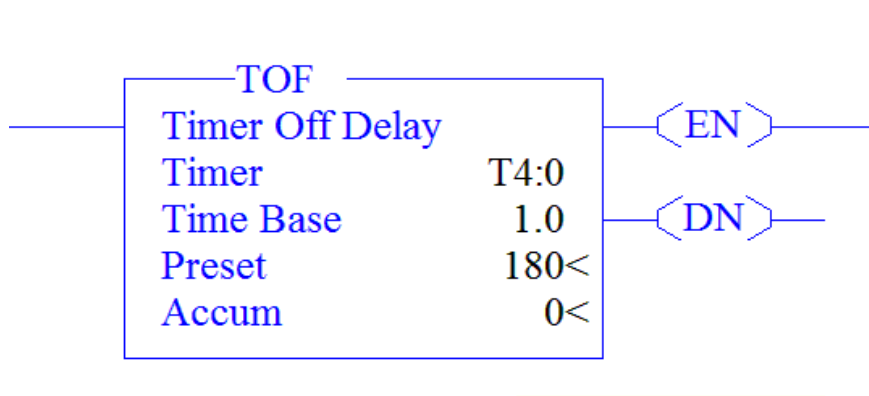 TOF
Timer Off Delay EN
Timer T4:0
Time Base 1.0 DN
Preset 180<
Accum 0<